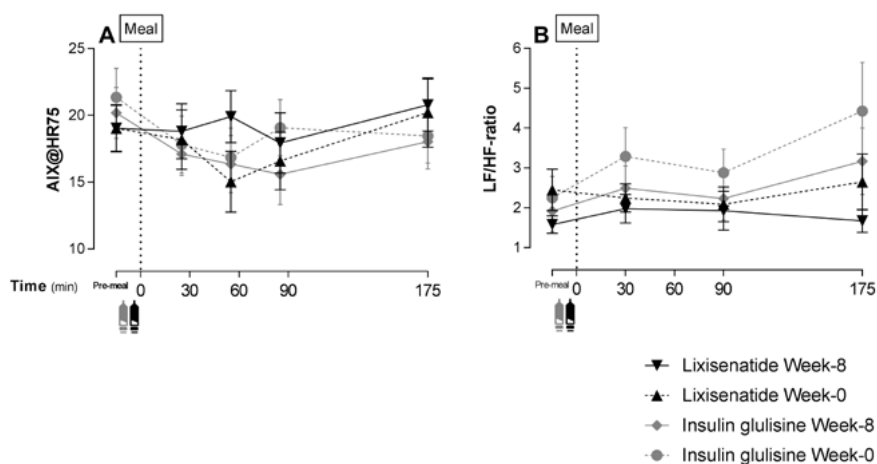 A
Meal
AIX@HR75
25
20
15
10
Time (min)
Pre-meal
0
30
60
90
175
B
Meal
LF/HF-ratio
6
5
4
3
2
1
Pre-meal
0
30
60
90
175
Lixisenatide Week-8
Lixisenatide Week-0
Insulin glulisine Week-8
Insulin glulisine Week-0